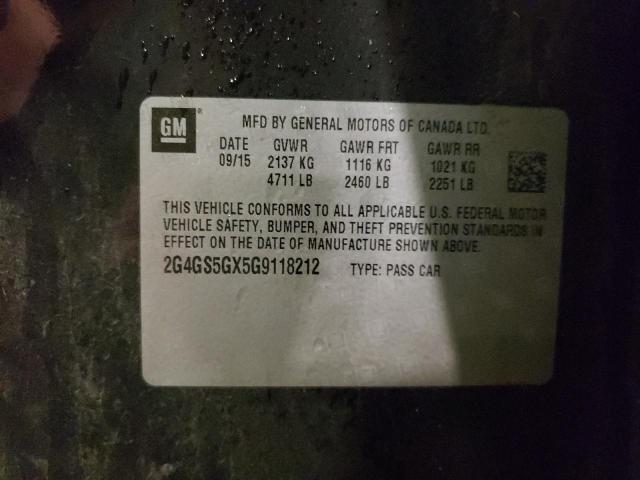 GM ®
MFD BY GENERAL MOTORS OF CANADA LTD.
DATE GVWR GAWR FRT GAWR RR
09/15 2137 KG 1116 KG 1021 KG
4711 LB 2460 LB 2251 LB
THIS VEHICLE CONFORMS TO ALL APPLICABLE U.S. FEDERAL MOTOR
VEHICLE SAFETY, BUMPER, AND THEFT PREVENTION STANDARDS IN
EFFECT ON THE DATE OF MANUFACTURE SHOWN ABOVE.
2G4GS5GX5G9118212 TYPE: PASS CAR